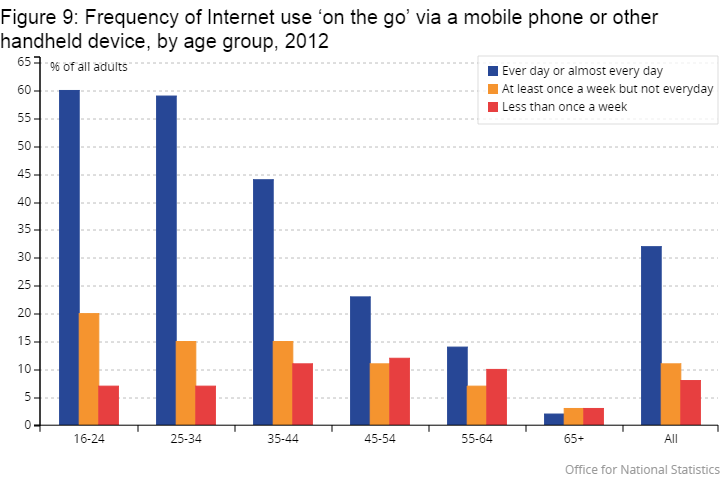 Figure 9: Frequency of Internet use ‘on the go’ via a mobile phone or other
handheld device, by age group, 2012
% of all adults
Ever day or almost every day
At least once a week but not everyday
Less than once a week
65
60
55
50
45
40
35
30
25
20
15
10
5
0
16-24 25-34 35-44 45-54 55-64 65+ All
Office for National Statistics